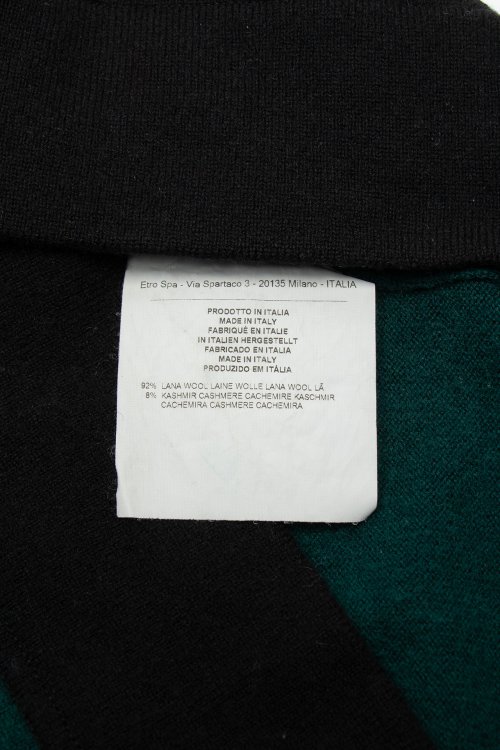 Etro Spa - Via Spartaco 3 - 20135 Milano - ITALIA
PRODOTTO IN ITALIA
MADE IN ITALY
FABRIQUÉ EN ITALIE
IN ITALIEN HERGESTELLT
FABRICADO EN ITALIA
MADE IN ITALY
PRODUZIDO EM ITÁLIA
92% LANA WOOL LAINE WOLLE LANA WOOL LÃ
8% KASHMIR CASHMERE CACHEMIRE KASCHMIR
CACHEMIRA CASHMERE CACHEMIRA